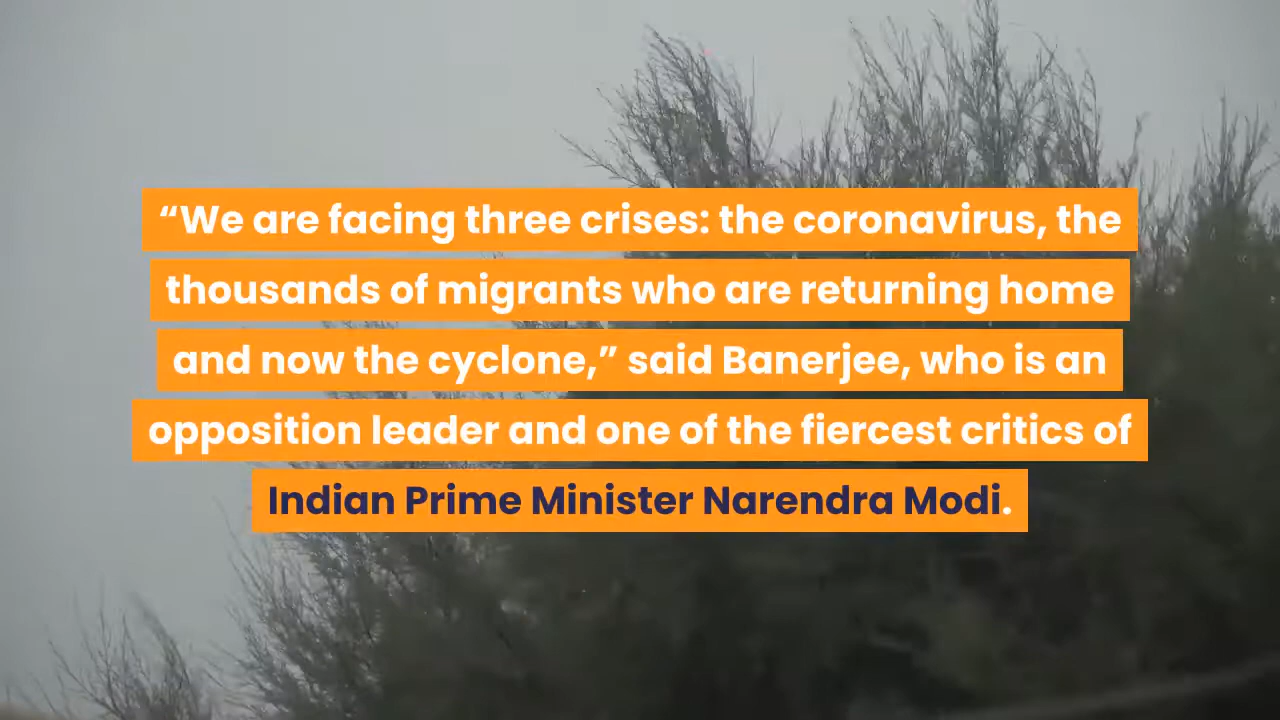 “We are facing three crises: the coronavirus, the
thousands of migrants who are returning home
and now the cyclone,” said Banerjee, who is an
opposition leader and one of the fiercest critics of
Indian Prime Minister Narendra Modi.